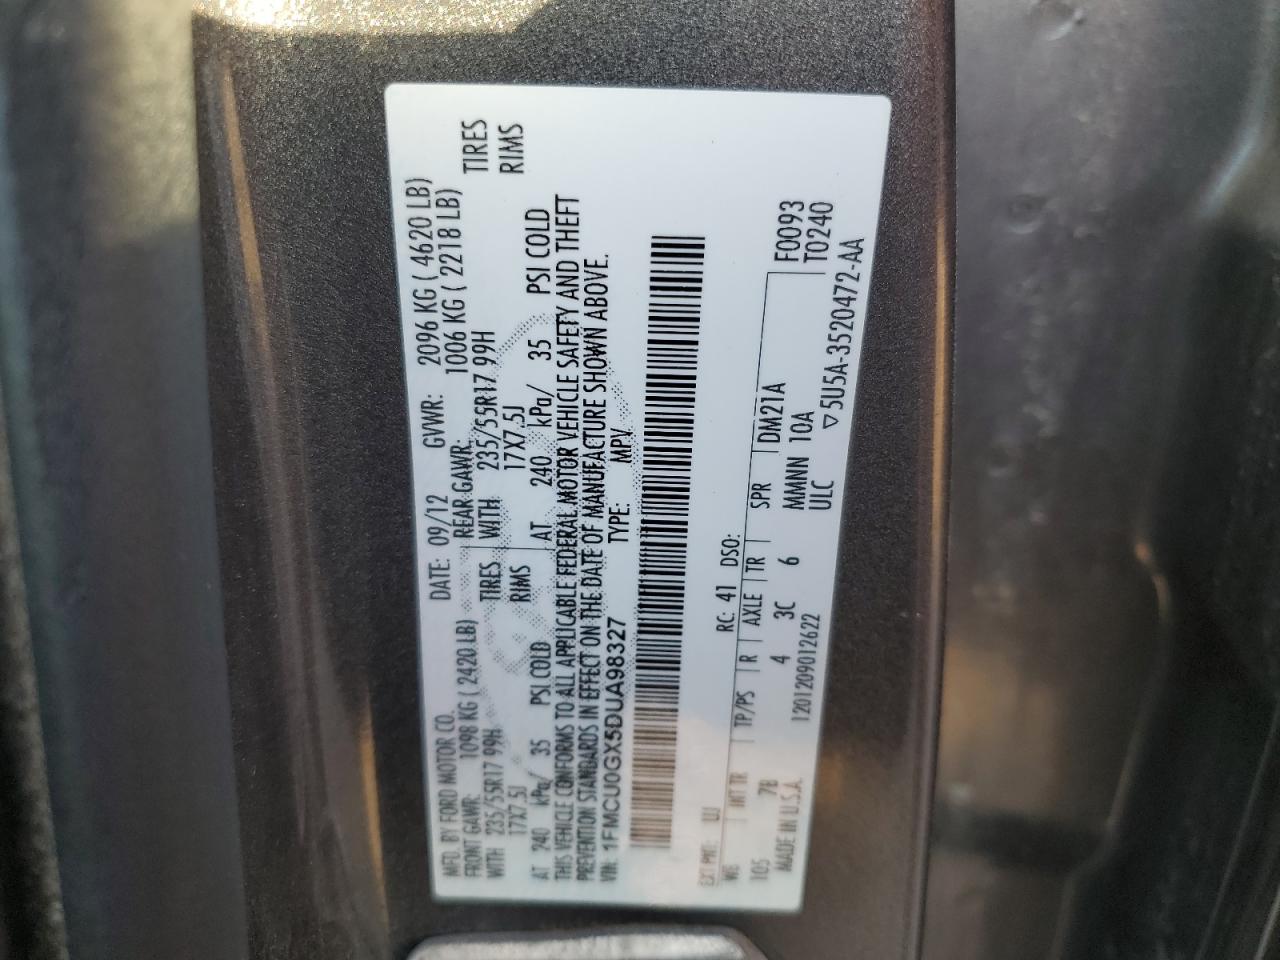 MFD. BY FORD MOTOR CO. DATE: 09/12 GVWR: 2096 KG ( 4620 LB)
FRONT GAWR: 1098 KG ( 2420 LB) REAR GAWR: 1006 KG ( 2218 LB)
WITH 235/55R17 99H TIRES WITH 235/55R17 99H TIRES
17X7.5J RIMS 17X7.5J RIMS
AT 240 kPa/ 35 PSI COLD AT 240 kPa/ 35 PSI COLD
THIS VEHICLE CONFORMS TO ALL APPLICABLE FEDERAL MOTOR VEHICLE SAFETY AND THEFT
PREVENTION STANDARDS IN EFFECT ON THE DATE OF MANUFACTURE SHOWN ABOVE.
VIN: 1FMCU0GX5DUA98327 TYPE: MPV
EXT PNT: UJ RC: 41 DSO: F0093
WB INT TR TP/PS R AXLE TR SPR DM21A T0240
105 7B 4 3C 6 MMNN 10A
MADE IN U.S.A. 1201209012622 ULC
▽5U5A-3520472-AA